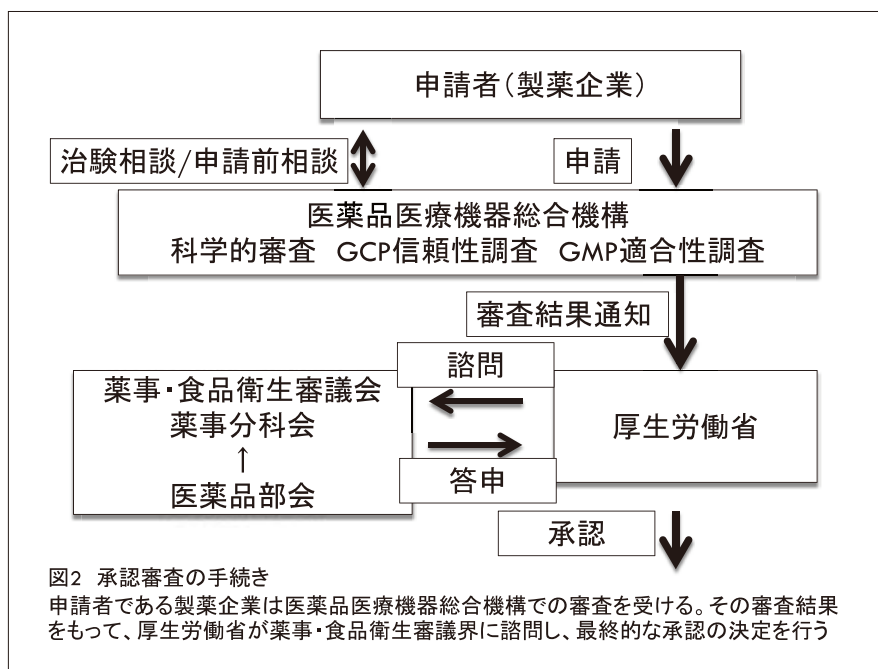 申請者（製薬企業）
治験相談/申請前相談
申請
医薬品医療機器総合機構
科学的審査 GCP信頼性調査 GMP適合性調査
審査結果通知
諮問
薬事・食品衛生審議会
薬事分科会
↑
医薬品部会
厚生労働省
答申
承認
図2 承認審査の手続き
申請者である製薬企業は医薬品医療機器総合機構での審査を受ける。その審査結果
をもって、厚生労働省が薬事・食品衛生審議界に諮問し、最終的な承認の決定を行う